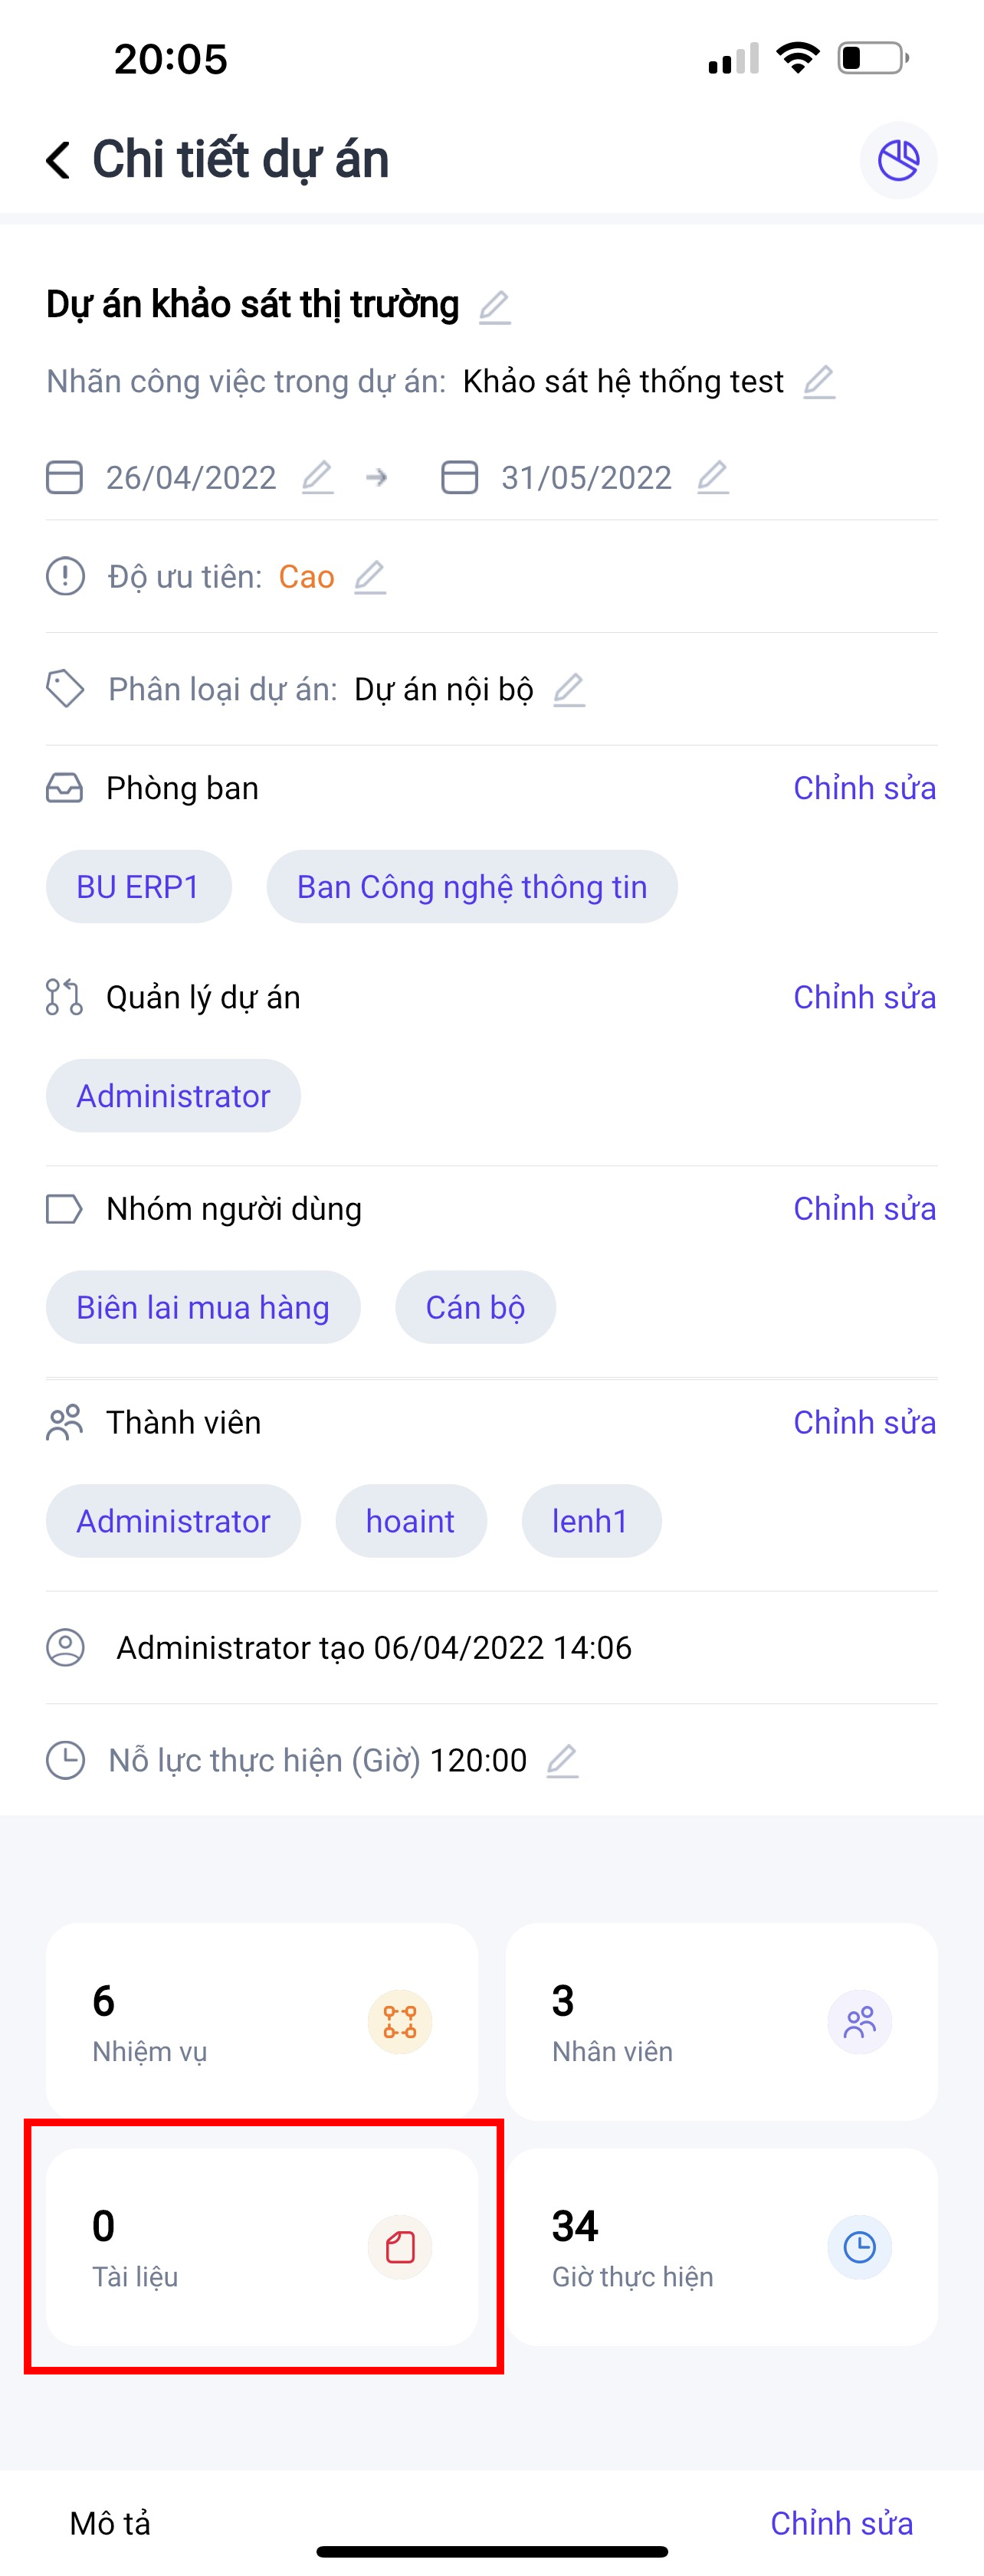 20:05
Chi tiết dự án
Dự án khảo sát thị trường
Nhãn công việc trong dự án: Khảo sát hệ thống test
26/04/2022 31/05/2022
Độ ưu tiên: Cao
Phân loại dự án: Dự án nội bộ
Phòng ban Chỉnh sửa
BU ERP1 Ban Công nghệ thông tin
Quản lý dự án Chỉnh sửa
Administrator
Nhóm người dùng Chỉnh sửa
Biên lai mua hàng Cán bộ
Thành viên Chỉnh sửa
Administrator hoaint lenh1
Administrator tạo 06/04/2022 14:06
Nỗ lực thực hiện (Giờ) 120:00
6 3
Nhiệm vụ Nhân viên
0 34
Tài liệu Giờ thực hiện
Mô tả Chỉnh sửa